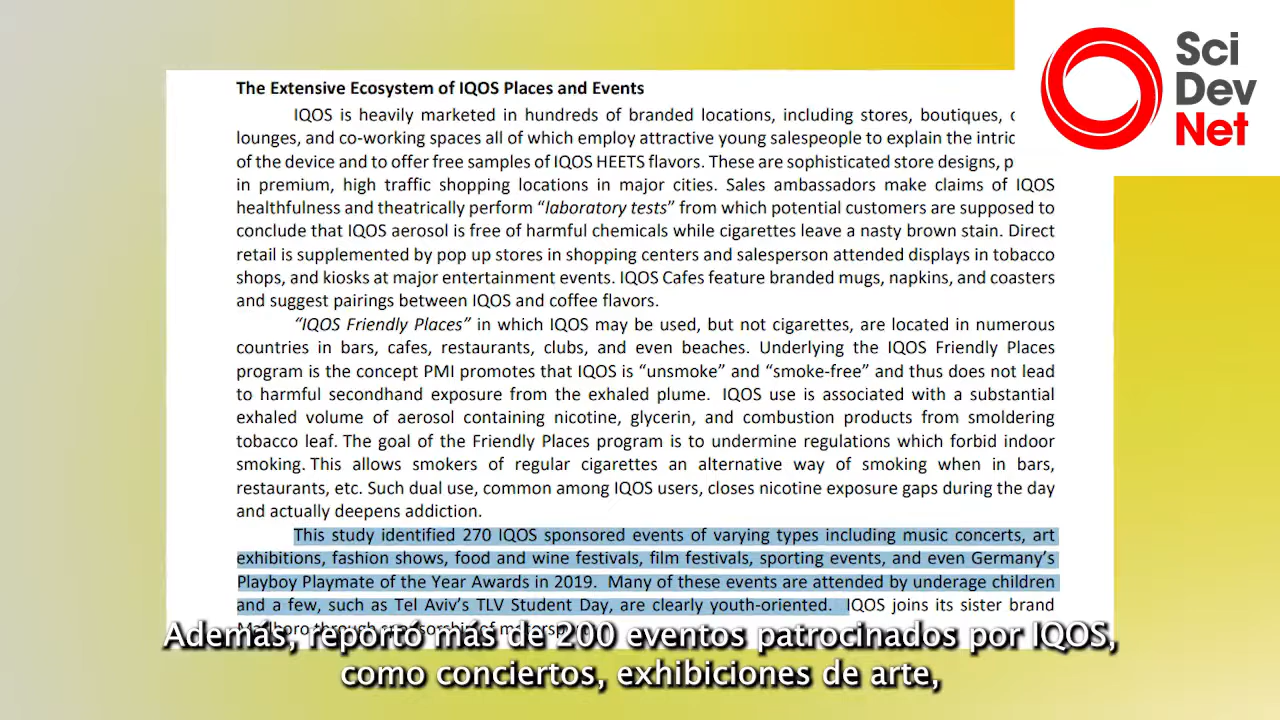 The Extensive Ecosystem of IQOS Places and Events
IQOS is heavily marketed in hundreds of branded locations, including stores, boutiques,
lounges, and co-working spaces all of which employ attractive young salespeople to explain the
of the device and to offer free samples of IQOS HEETS flavors. These are sophisticated store designs,
in premium, high traffic shopping locations in major cities. Sales ambassadors make claims of IQOS
healthfulness and theatrically perform “laboratory tests” from which potential customers are supposed to
conclude that IQOS aerosol is free of harmful chemicals while cigarettes leave a nasty brown stain. Direct
retail is supplemented by pop up stores in shopping centers and salesperson attended displays in tobacco
shops, and kiosks at major entertainment events. IQOS Cafes feature branded mugs, napkins, and coasters
and suggest pairings between IQOS and coffee flavors.
“IQOS Friendly Places” in which IQOS may be used, but not cigarettes, are located in numerous
countries in bars, cafes, restaurants, clubs, and even beaches. Underlying the IQOS Friendly Places
program is the concept PMI promotes that IQOS is “unsmoke” and “smoke-free” and thus does not lead
to harmful secondhand exposure from the exhaled plume. IQOS use is associated with a substantial
exhaled volume of aerosol containing nicotine, glycerin, and combustion products from smoldering
tobacco leaf. The goal of the Friendly Places program is to undermine regulations which forbid indoor
smoking. This allows smokers of regular cigarettes an alternative way of smoking when in bars,
restaurants, etc. Such dual use, common among IQOS users, closes nicotine exposure gaps during the day
and actually deepens addiction.
This study identified 270 IQOS sponsored events of varying types including music concerts, art
exhibitions, fashion shows, food and wine festivals, film festivals, sporting events, and even Germany’s
Playboy Playmate of the Year Awards in 2019. Many of these events are attended by underage children
and a few, such as Tel Aviv’s TLV Student Day, are clearly youth-oriented. IQOS joins its sister brand
Además, reportó más de 200 eventos patrocinados por IQOS,
como conciertos, exhibiciones de arte,
Sci
Dev
Net